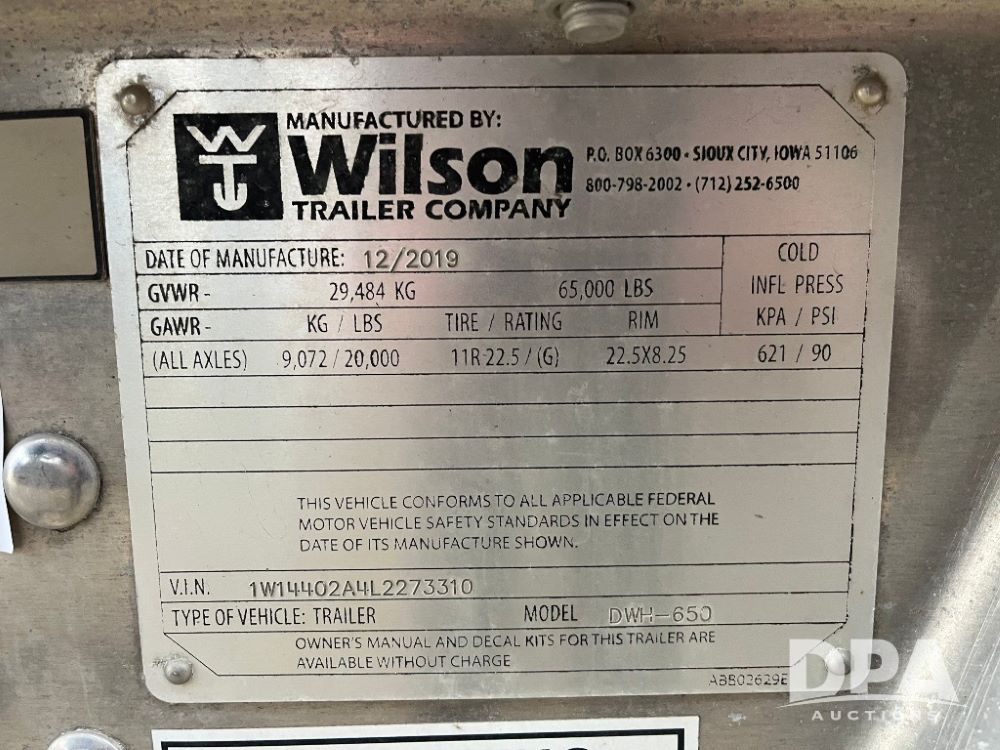 MANUFACTURED BY:
Wilson
TRAILER COMPANY
P.O. BOX 6300 • SIOUX CITY, IOWA 51106
800-798-2002 • (712) 252-6500
DATE OF MANUFACTURE: 12/2019
COLD
INFL PRESS
KPA / PSI
GVWR - 29,484 KG 65,000 LBS
GAWR - KG / LBS TIRE / RATING RIM
(ALL AXLES) 9,072 / 20,000 11R-22.5 / (G) 22.5X8.25 621 / 90
THIS VEHICLE CONFORMS TO ALL APPLICABLE FEDERAL
MOTOR VEHICLE SAFETY STANDARDS IN EFFECT ON THE
DATE OF ITS MANUFACTURE SHOWN.
V.I.N. 1W14402A4L2273310
TYPE OF VEHICLE: TRAILER MODEL DWH-650
OWNER'S MANUAL AND DECAL KITS FOR THIS TRAILER ARE
AVAILABLE WITHOUT CHARGE
DPA
AUCTIONS